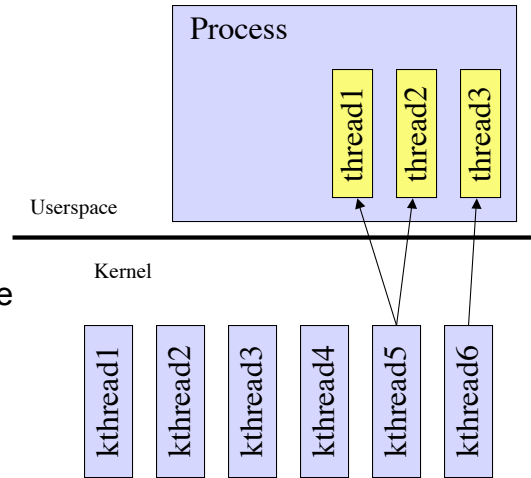 Process
thread1
thread2
thread3
Userspace
Kernel
e
kthread1
kthread2
kthread3
kthread4
kthread5
kthread6